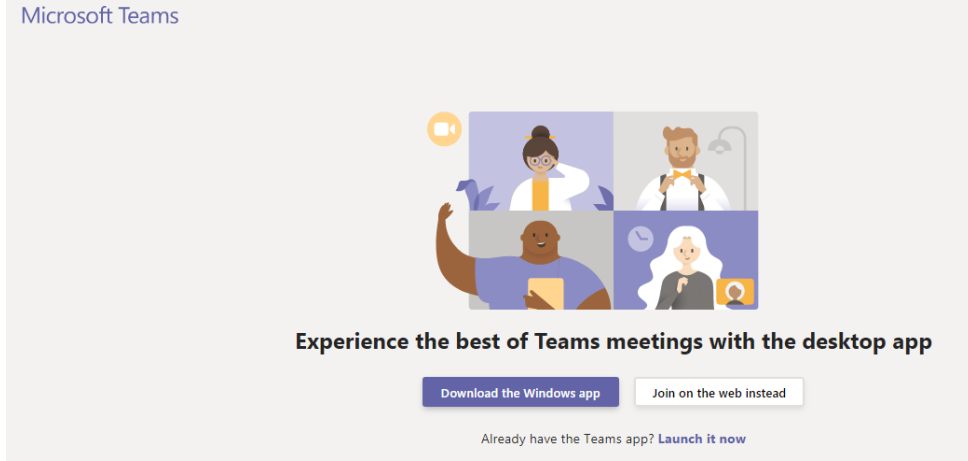 Microsoft Teams
Experience the best of Teams meetings with the desktop app
Download the Windows app
Join on the web instead
Already have the Teams app? Launch it now